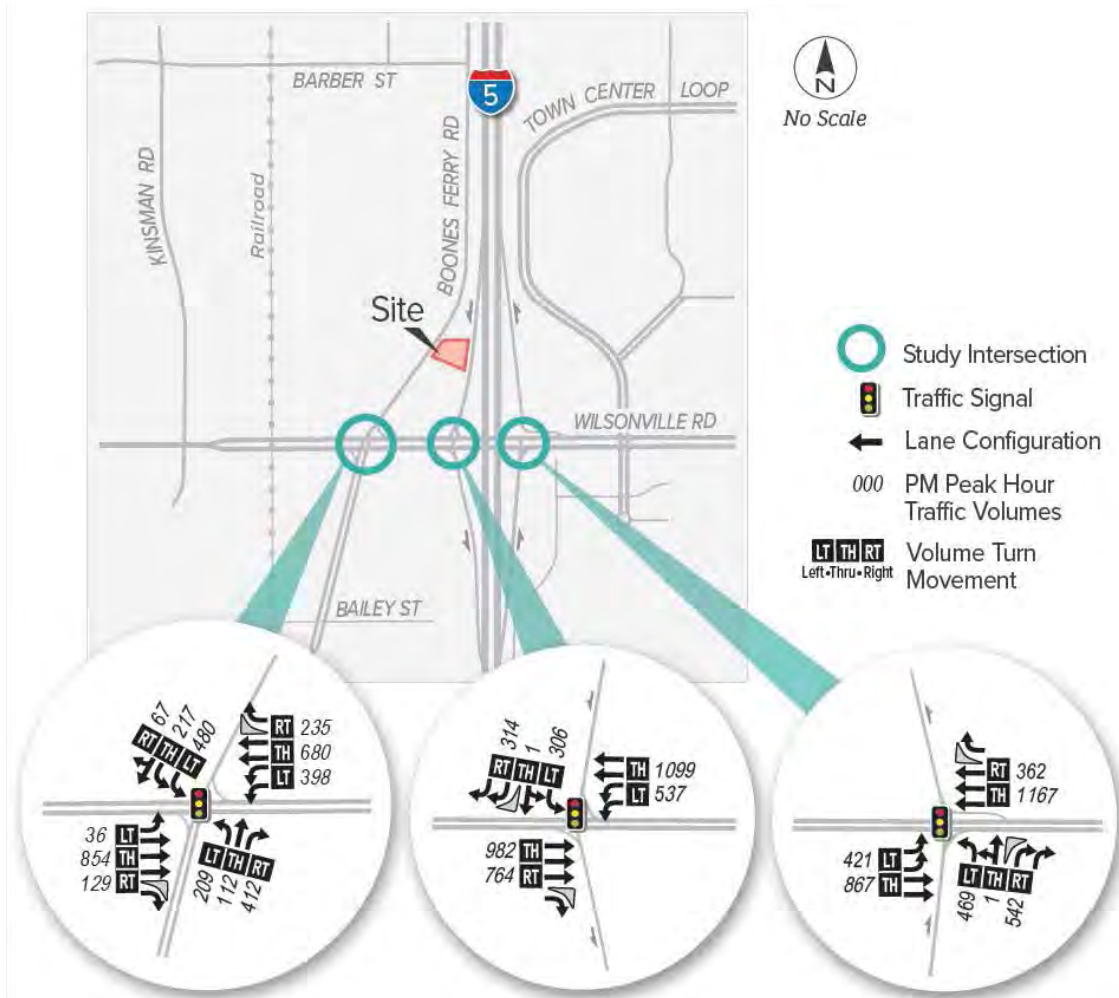 BARBER ST
5
TOWN CENTER LOOP
N
No Scale
KINSMAN RD
Railroad
BOONES FERRY RD
Site
WILSONVILLE RD
BAILEY ST
Study Intersection
Traffic Signal
Lane Configuration
000 PM Peak Hour
Traffic Volumes
LT TH RT Volume Turn
Left•Thru•Right Movement
67 217 480
RT TH LT
RT 235
TH 680
LT 398
36 LT
854 TH
129 RT
LT TH RT
209 112 412
314 1 306
RT TH LT
TH 1099
LT 537
982 TH
764 RT
RT 362
TH 1167
421 LT
867 TH
LT TH RT
469 1 542